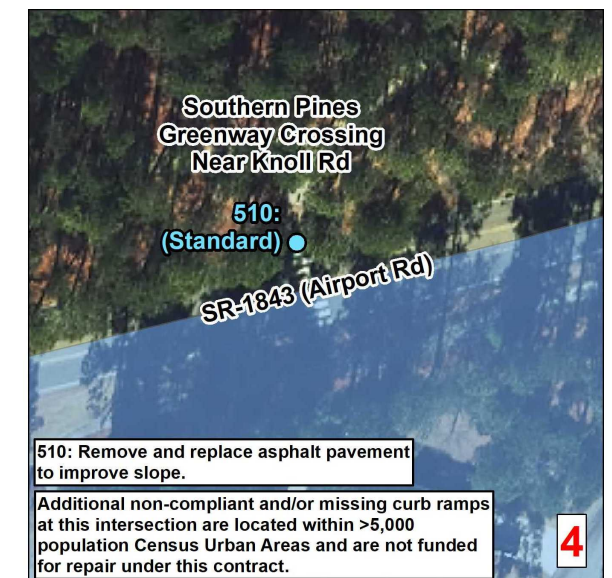 Southern Pines
Greenway Crossing
Near Knoll Rd
510:
(Standard)
SR-1843 (Airport Rd)
510: Remove and replace asphalt pavement
to improve slope.
Additional non-compliant and/or missing curb ramps
at this intersection are located within >5,000
population Census Urban Areas and are not funded
for repair under this contract.
4